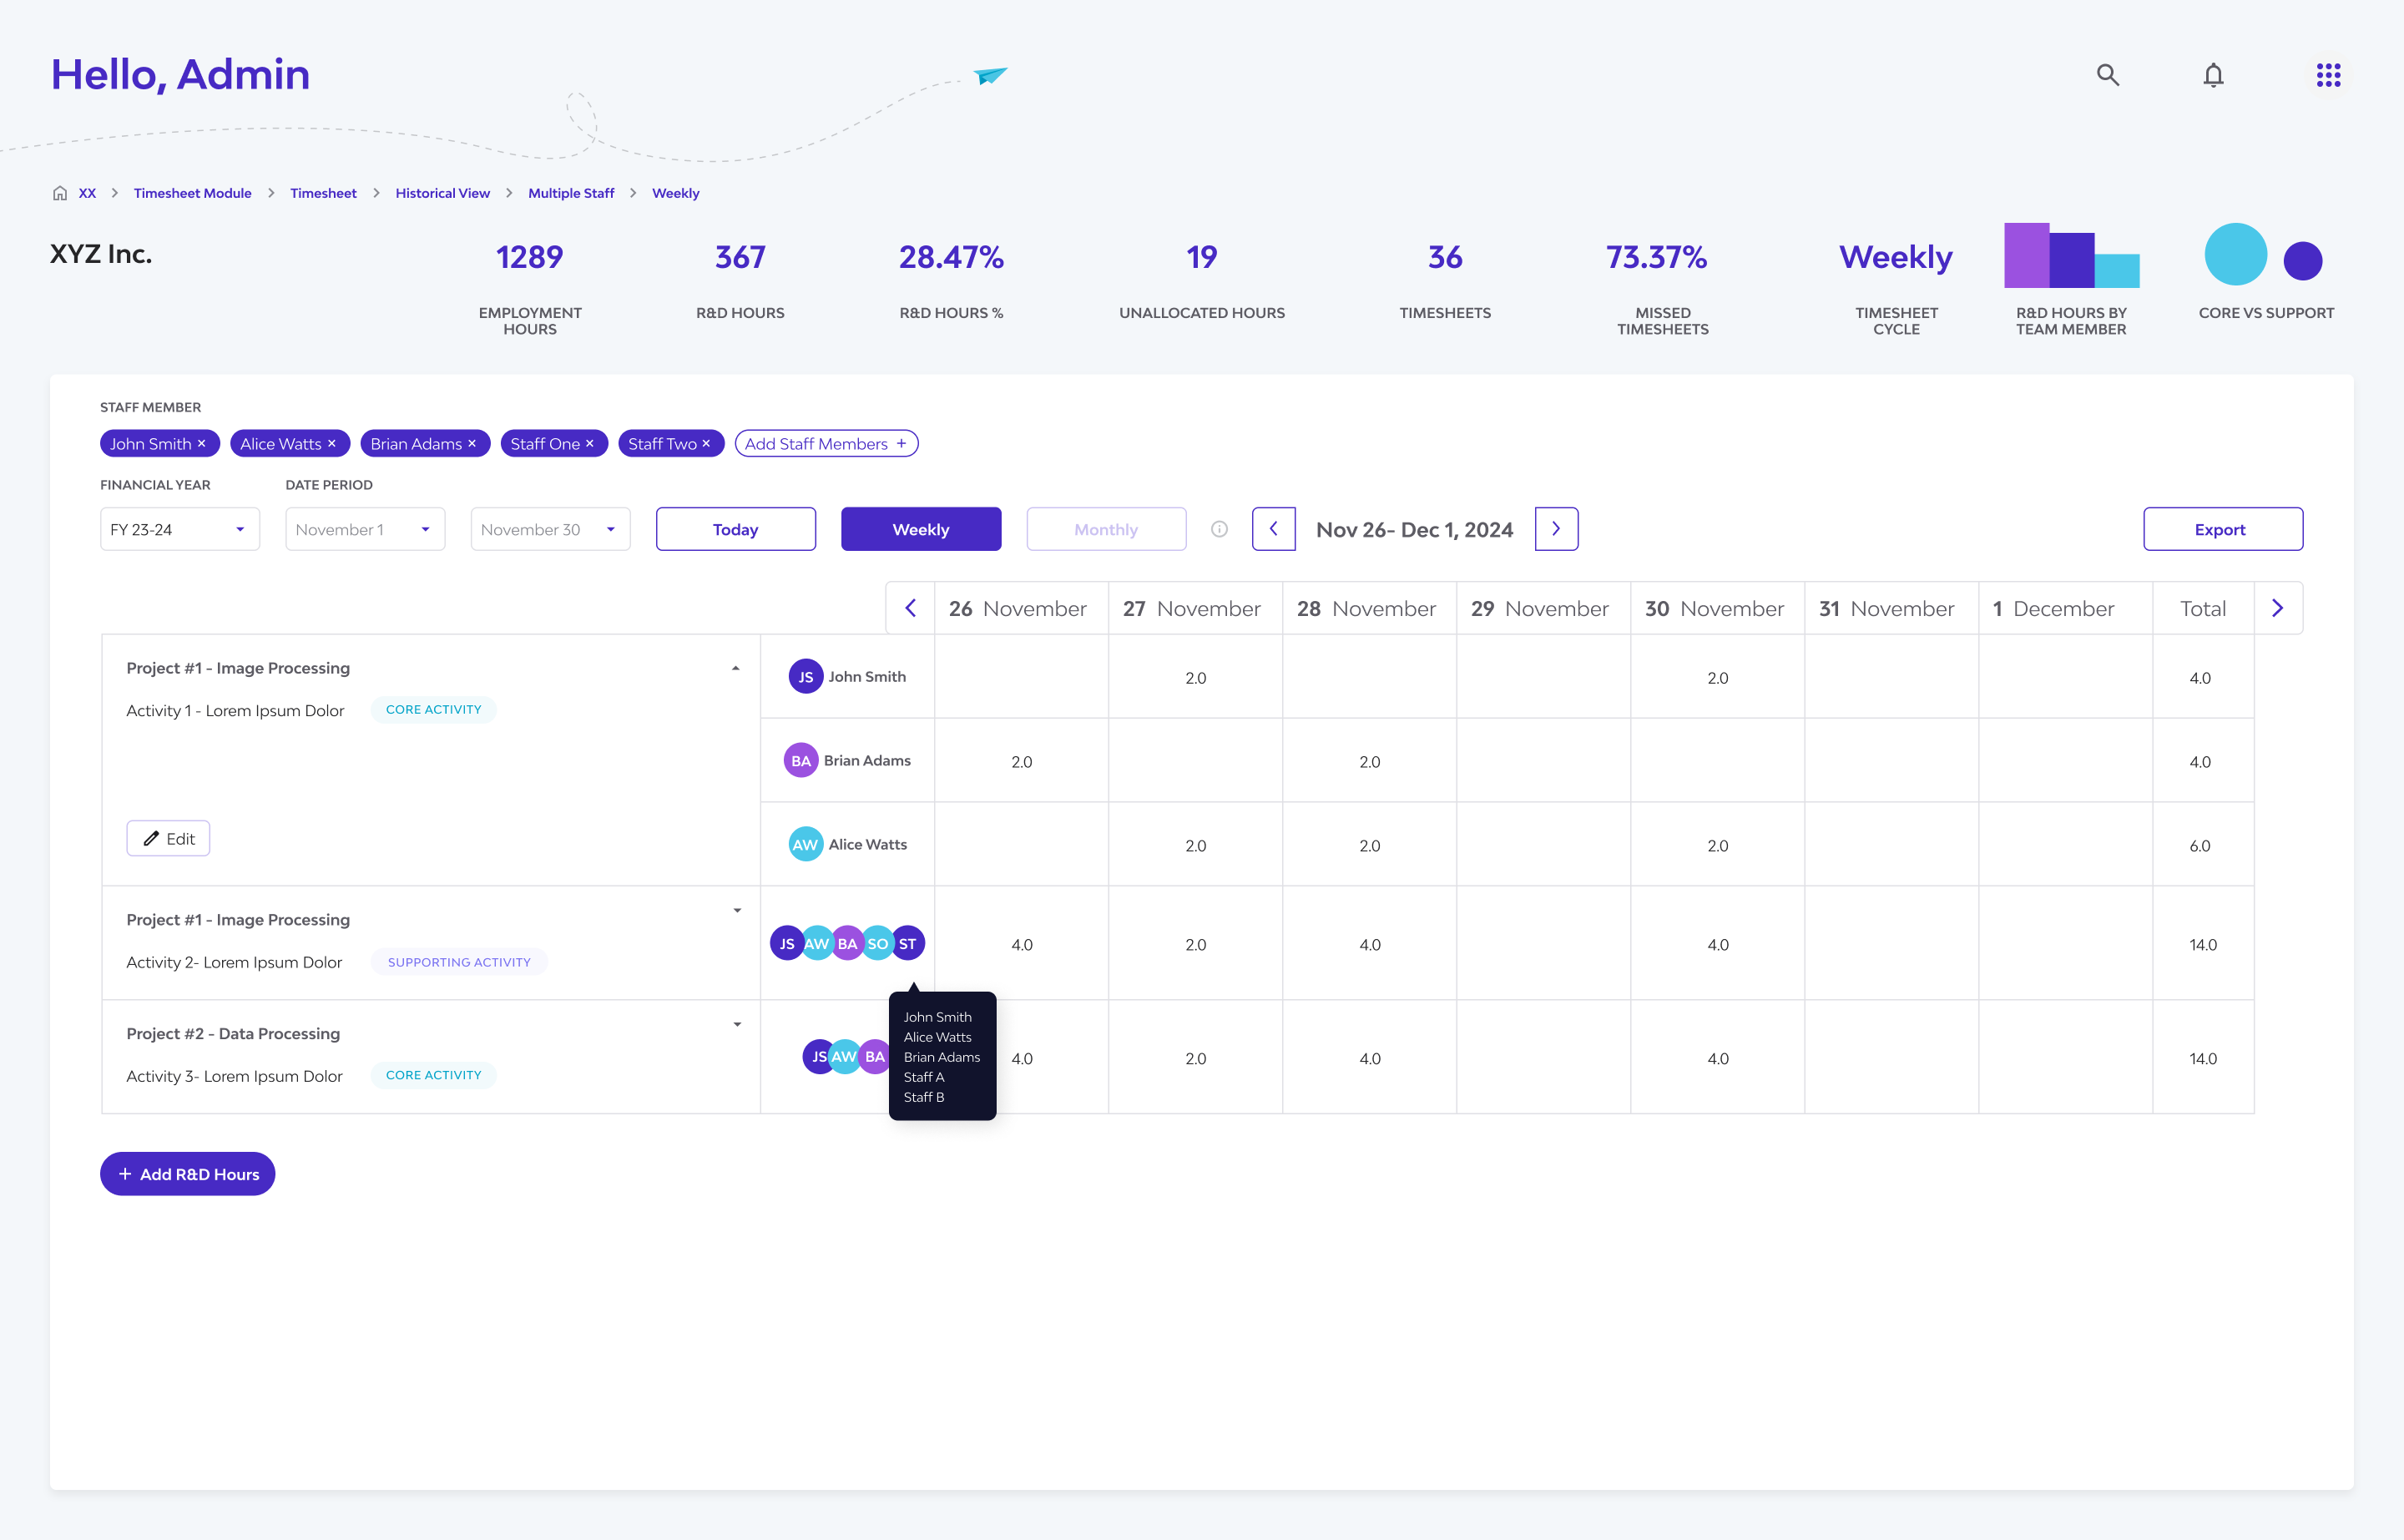 Hello, Admin
XX > Timesheet Module > Timesheet > Historical View > Multiple Staff > Weekly
XYZ Inc.
1289
EMPLOYMENT
HOURS
367
R&D HOURS
28.47%
R&D HOURS %
19
UNALLOCATED HOURS
36
TIMESHEETS
73.37%
MISSED
TIMESHEETS
Weekly
TIMESHEET
CYCLE
R&D HOURS BY
TEAM MEMBER
CORE VS SUPPORT
STAFF MEMBER
John Smith × Alice Watts × Brian Adams × Staff One × Staff Two × Add Staff Members +
FINANCIAL YEAR DATE PERIOD
FY 23-24 November 1 November 30 Today Weekly Monthly Nov 26- Dec 1, 2024 Export
26 November 27 November 28 November 29 November 30 November 31 November 1 December Total
Project #1 - Image Processing
Activity 1 - Lorem Ipsum Dolor CORE ACTIVITY
Edit
JS John Smith 2.0 2.0 4.0
BA Brian Adams 2.0 2.0 4.0
AW Alice Watts 2.0 2.0 2.0 6.0
Project #1 - Image Processing
Activity 2- Lorem Ipsum Dolor SUPPORTING ACTIVITY
JS AW BA SO ST 4.0 2.0 4.0 4.0 14.0
Project #2 - Data Processing
Activity 3- Lorem Ipsum Dolor CORE ACTIVITY
JS AW BA 4.0 2.0 4.0 4.0 14.0
John Smith
Alice Watts
Brian Adams
Staff A
Staff B
+ Add R&D Hours